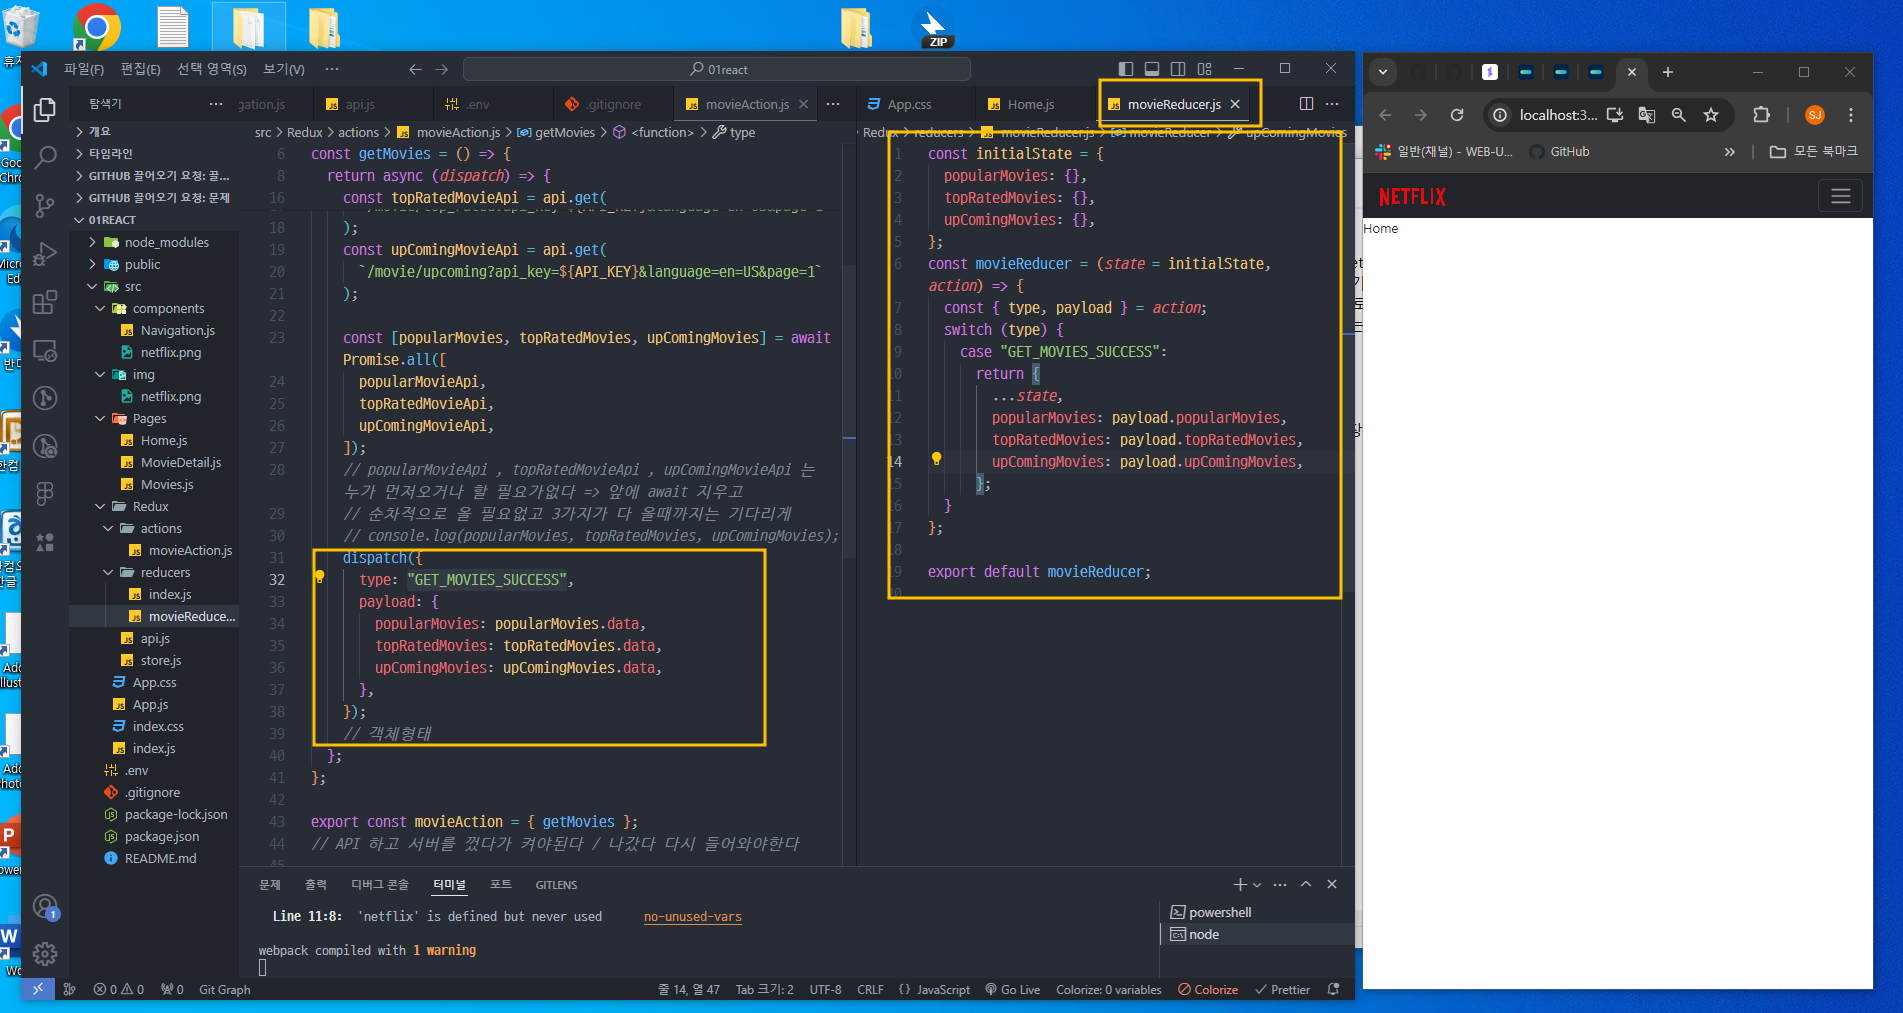 ZIP
파일(F) 편집(E) 선택 영역(S) 보기(V) ···
01react
탐색기 ···
개요
타임라인
GITHUB 끌어오기 요청: 끌...
GITHUB 끌어오기 요청: 문제
01REACT
node_modules
public
src
components
Navigation.js
netflix.png
img
netflix.png
Pages
Home.js
MovieDetail.js
Movies.js
Redux
actions
movieAction.js
reducers
index.js
movieReduce...
api.js
store.js
App.css
App.js
index.css
index.js
.env
.gitignore
package-lock.json
package.json
README.md
gation.js api.js .env .gitignore movieAction.js ···
src > Redux > actions > movieAction.js > getMovies > <function> > type
6 const getMovies = () => {
8 return async (dispatch) => {
16 const topRatedMovieApi = api.get(
18 );
19 const upComingMovieApi = api.get(
20 `/movie/upcoming?api_key=${API_KEY}&language=en=US&page=1`
21 );
22
23 const [popularMovies, topRatedMovies, upComingMovies] = await
Promise.all([
24 popularMovieApi,
25 topRatedMovieApi,
26 upComingMovieApi,
27 ]);
28 // popularMovieApi , topRatedMovieApi , upComingMovieApi 는
누가 먼저오거나 할 필요가없다 => 앞에 await 지우고
29 // 순차적으로 올 필요없고 3가지가 다 올때까지는 기다리게
30 // console.log(popularMovies, topRatedMovies, upComingMovies);
31 dispatch({
32 type: "GET_MOVIES_SUCCESS",
33 payload: {
34 popularMovies: popularMovies.data,
35 topRatedMovies: topRatedMovies.data,
36 upComingMovies: upComingMovies.data,
37 },
38 });
39 // 객체형태
40 };
41 };
42
43 export const movieAction = { getMovies };
44 // API 하고 서버를 껐다가 켜야된다 / 나갔다 다시 들어와야한다
45
App.css Home.js movieReducer.js ···
Redux > reducers > movieReducer.js > movieReducer > upComingMovies
1 const initialState = {
2 popularMovies: {},
3 topRatedMovies: {},
4 upComingMovies: {},
5 };
6 const movieReducer = (state = initialState,
action) => {
7 const { type, payload } = action;
8 switch (type) {
9 case "GET_MOVIES_SUCCESS":
10 return {
11 ...state,
12 popularMovies: payload.popularMovies,
13 topRatedMovies: payload.topRatedMovies,
14 upComingMovies: payload.upComingMovies,
15 };
16 }
17 };
18
19 export default movieReducer;
20
문제 출력 디버그 콘솔 터미널 포트 GITLENS
Line 11:8: 'netflix' is defined but never used no-unused-vars
webpack compiled with 1 warning
powershell
node
0 0 0 Git Graph
줄 14, 열 47 Tab 크기: 2 UTF-8 CRLF {} JavaScript Go Live Colorize: 0 variables Colorize Prettier
localhost:3... SJ
일반(채널) - WEB-U... GitHub » 모든 북마크
NETFLIX
Home